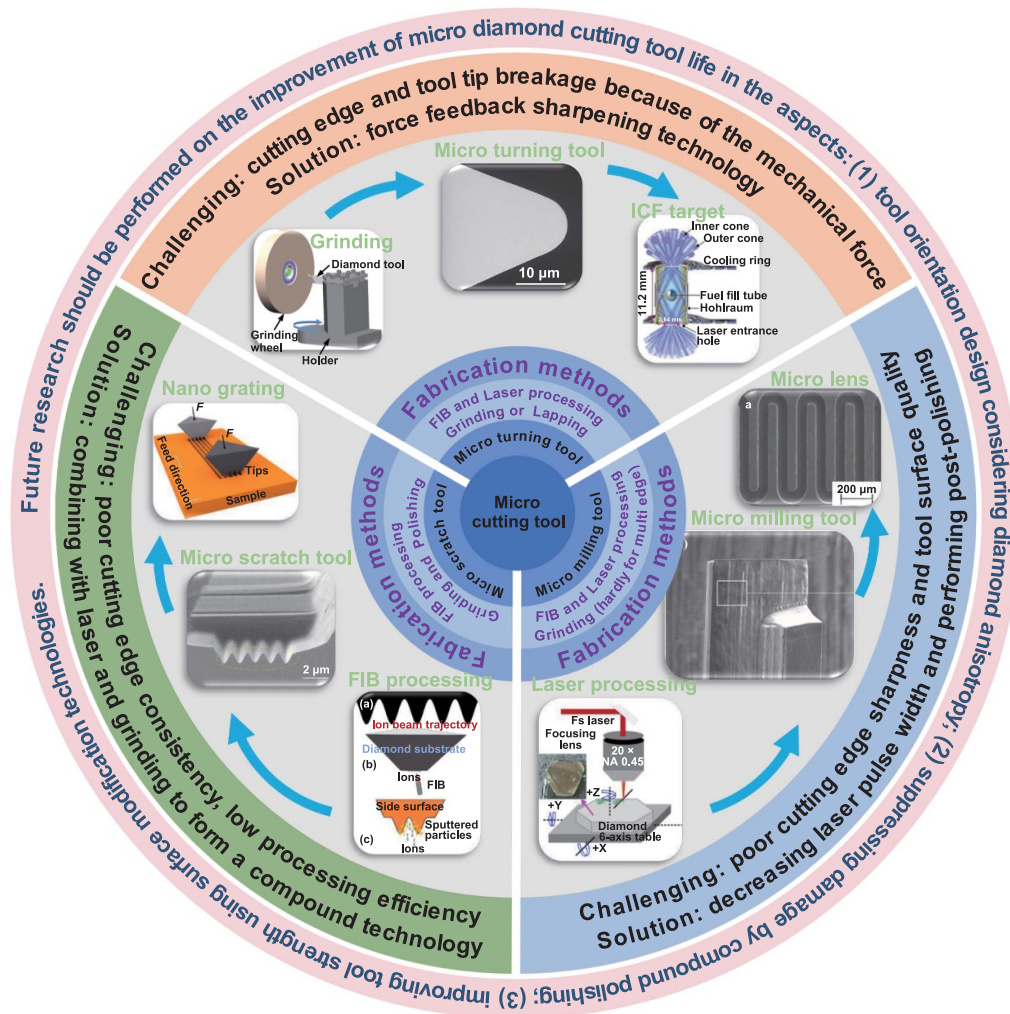 Future research should be performed on the improvement of micro diamond cutting tool life in the aspects: (1) tool orientation design considering diamond anisotropy; (2) suppressing damage by compound polishing; (3) improving tool strength using surface modification technologies.
Challenging: cutting edge and tool tip breakage because of the mechanical force
Solution: force feedback sharpening technology
Micro turning tool
10 µm
Grinding
Diamond tool
Grinding
wheel
Holder
ICF target
Inner cone
Outer cone
Cooling ring
Fuel fill tube
Hohlraum
Laser entrance
hole
11.2 mm
3.64 mm
Challenging: poor cutting edge sharpness and tool surface quality
Solution: decreasing laser pulse width and performing post-polishing
Micro lens
a
200 µm
Micro milling tool
Laser processing
Fs laser
Focusing
lens
20 ×
NA 0.45
+Z
+Y
+X
Diamond
6-axis table
Challenging: poor cutting edge consistency, low processing efficiency
Solution: combining with laser and grinding to form a compound technology
Nano grating
F
F
Feed direction
Tips
Sample
Micro scratch tool
2 µm
FIB processing
(a)
Ion beam trajectory
Diamond substrate
(b)
Ions
FIB
Side surface
Sputtered
particles
(c)
Ions
Fabrication methods
FIB and Laser processing
Grinding or Lapping
Micro turning tool
Fabrication methods
FIB and Laser processing
Grinding (hardly for multi edge)
Micro milling tool
Fabrication methods
FIB processing
Grinding and Polishing
Micro scratch tool
Micro
cutting tool